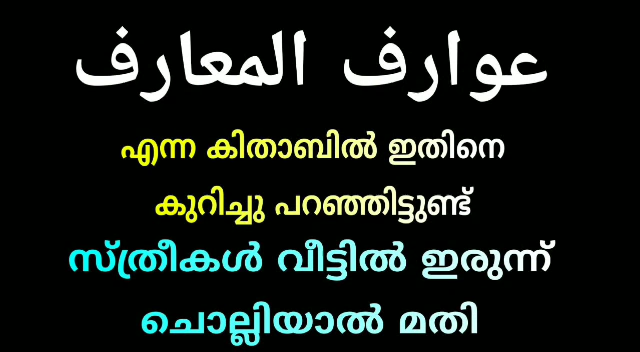 عوارف المعارف
എന്ന കിതാബിൽ ഇതിനെ
കുറിച്ചു പറഞ്ഞിട്ടുണ്ട്
സ്ത്രീകൾ വീട്ടിൽ ഇരുന്ന്
ചൊല്ലിയാൽ മതി